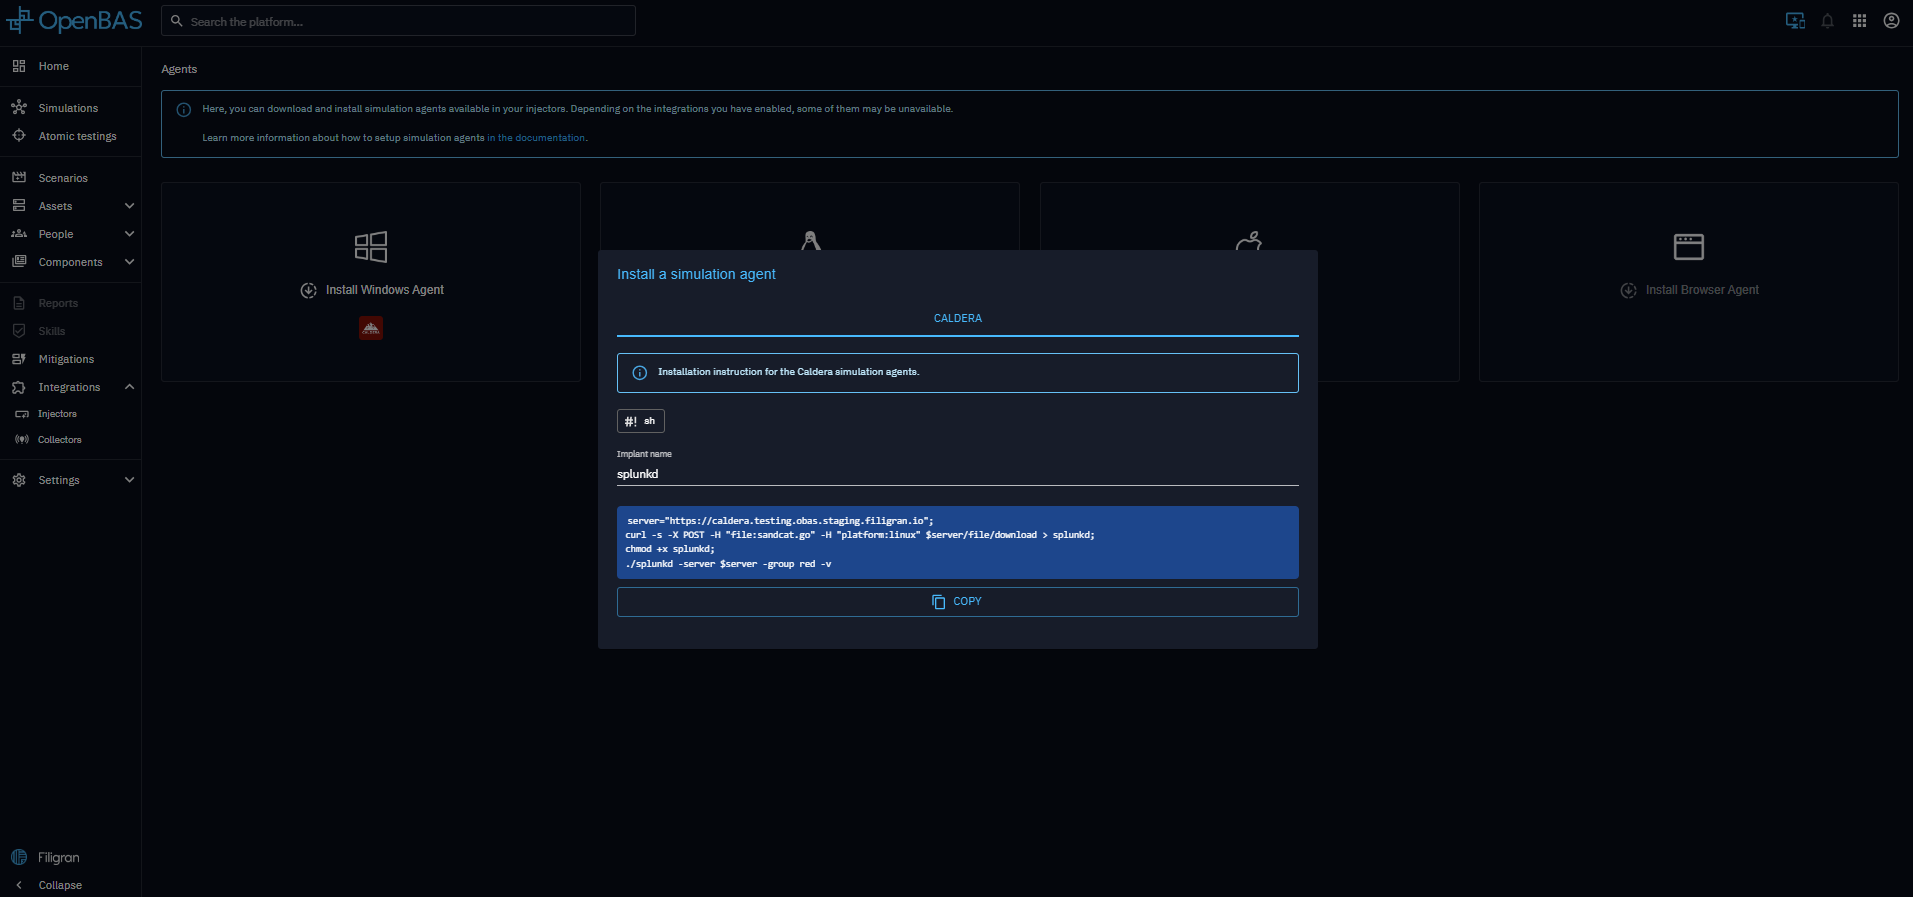 OpenBAS
Search the platform...
Home
Simulations
Atomic testings
Scenarios
Assets
People
Components
Reports
Skills
Mitigations
Integrations
Injectors
Collectors
Settings
Filigran
Collapse
Agents
Here, you can download and install simulation agents available in your injectors. Depending on the integrations you have enabled, some of them may be unavailable.
Learn more information about how to setup simulation agents in the documentation.
Install Windows Agent
CALDERA
Install Browser Agent
Install a simulation agent
CALDERA
Installation instruction for the Caldera simulation agents.
#! sh
Implant name
splunkd
server="https://caldera.testing.obas.staging.filigran.io";
curl -s -X POST -H "file:sandcat.go" -H "platform:linux" $server/file/download > splunkd;
chmod +x splunkd;
./splunkd -server $server -group red -v
COPY